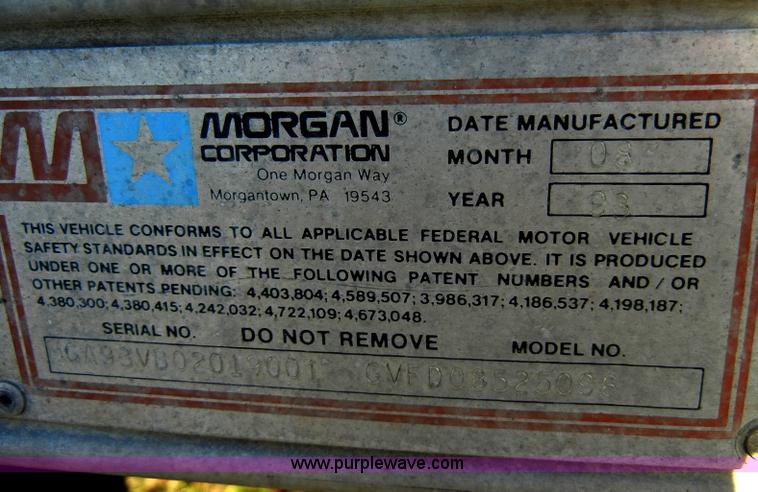 M
MORGAN®
CORPORATION
One Morgan Way
Morgantown, PA 19543
DATE MANUFACTURED
MONTH 08
YEAR 93
THIS VEHICLE CONFORMS TO ALL APPLICABLE FEDERAL MOTOR VEHICLE
SAFETY STANDARDS IN EFFECT ON THE DATE SHOWN ABOVE. IT IS PRODUCED
UNDER ONE OR MORE OF THE FOLLOWING PATENT NUMBERS AND/OR
OTHER PATENTS PENDING: 4,403,804; 4,589,507; 3,986,317; 4,186,537; 4,198,187;
4,380,300; 4,380,415; 4,242,032; 4,722,109; 4,673,048.
SERIAL NO. DO NOT REMOVE MODEL NO.
www.purplewave.com